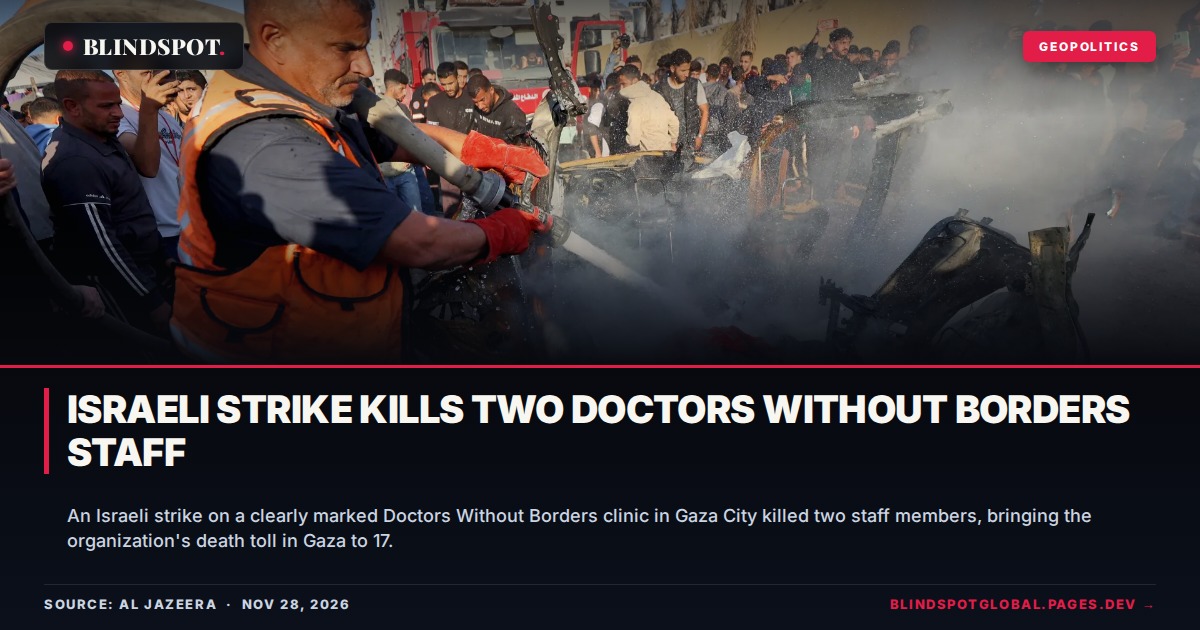 BLINDSPOT.
GEOPOLITICS
ISRAELI STRIKE KILLS TWO DOCTORS WITHOUT BORDERS
STAFF
An Israeli strike on a clearly marked Doctors Without Borders clinic in Gaza City killed two staff members, bringing the
organization's death toll in Gaza to 17.
SOURCE: AL JAZEERA · NOV 28, 2026
BLINDSPOTGLOBAL.PAGES.DEV →